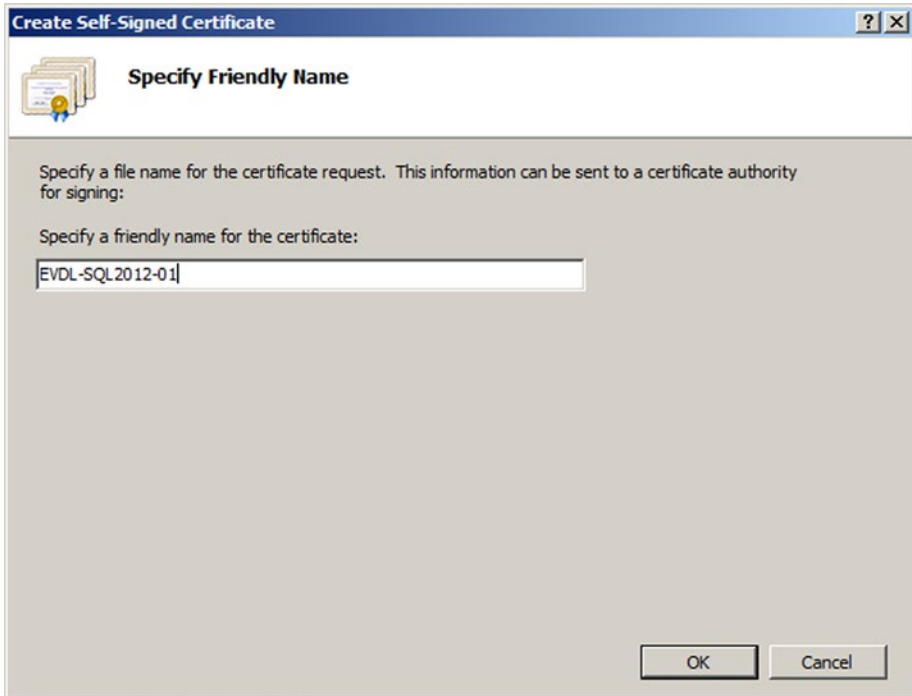 Create Self-Signed Certificate
Specify Friendly Name
Specify a file name for the certificate request.  This information can be sent to a certificate authority
for signing:
Specify a friendly name for the certificate:
EVDL-SQL2012-01
OK Cancel